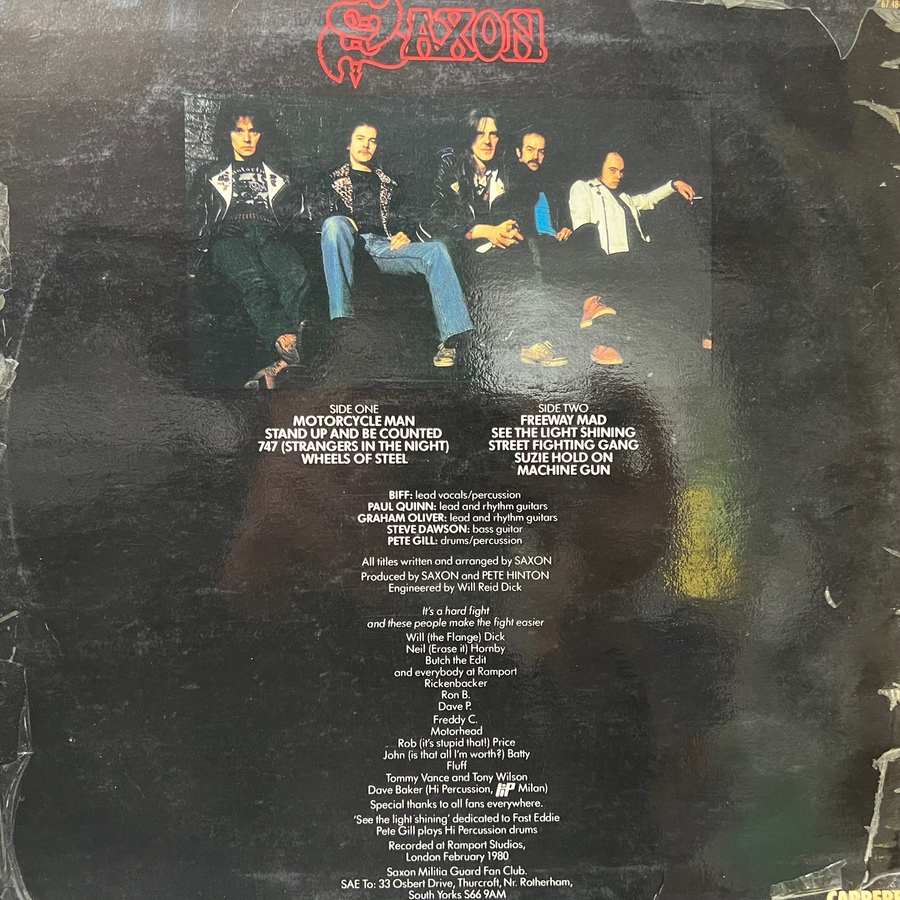 SAXON
SIDE ONE
MOTORCYCLE MAN
STAND UP AND BE COUNTED
747 (STRANGERS IN THE NIGHT)
WHEELS OF STEEL
SIDE TWO
FREEWAY MAD
SEE THE LIGHT SHINING
STREET FIGHTING GANG
SUZIE HOLD ON
MACHINE GUN
BIFF: lead vocals/percussion
PAUL QUINN: lead and rhythm guitars
GRAHAM OLIVER: lead and rhythm guitars
STEVE DAWSON: bass guitar
PETE GILL: drums/percussion
All titles written and arranged by SAXON
Produced by SAXON and PETE HINTON
Engineered by Will Reid Dick
It's a hard fight
and these people make the fight easier
Will (the Flange) Dick
Neil (Erase it) Hornby
Butch the Edit
and everybody at Ramport
Rickenbacker
Ron B.
Dave P.
Freddy C.
Motorhead
Rob (it's stupid that!) Price
John (is that all I'm worth?) Batty
Fluff
Tommy Vance and Tony Wilson
Dave Baker (Hi Percussion, HiP Milan)
Special thanks to all fans everywhere.
'See the light shining' dedicated to Fast Eddie
Pete Gill plays Hi Percussion drums
Recorded at Ramport Studios,
London February 1980
Saxon Militia Guard Fan Club.
SAE To: 33 Osbert Drive, Thurcroft, Nr. Rotherham,
South Yorks S66 9AM